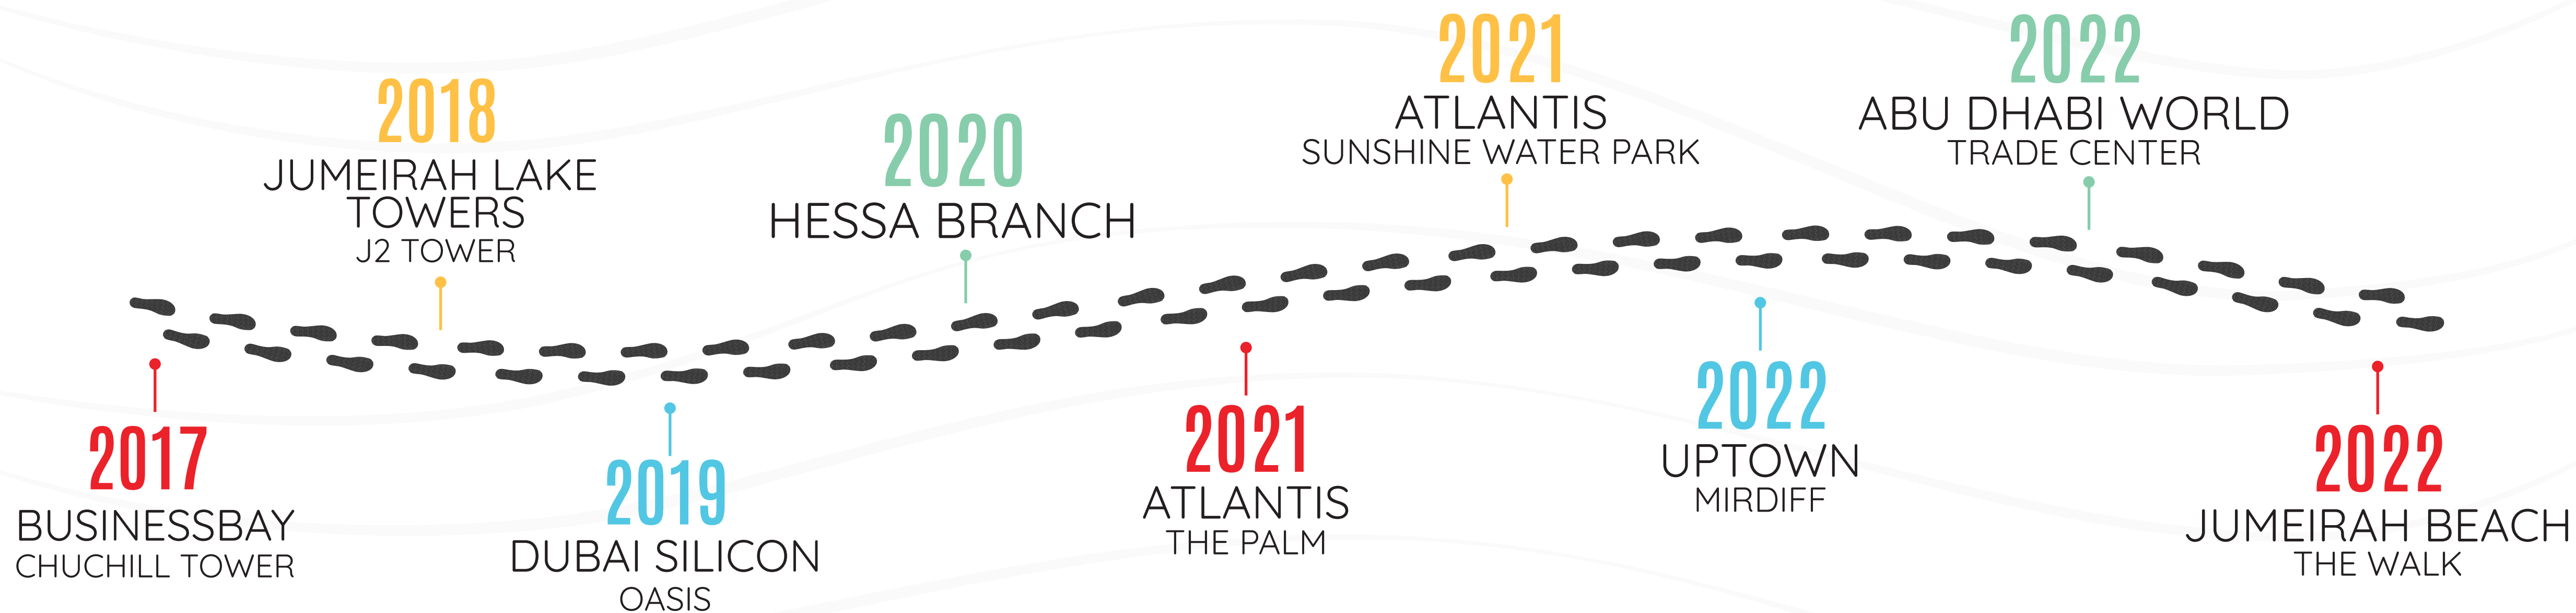 2017
BUSINESSBAY
CHUCHILL TOWER
2018
JUMEIRAH LAKE
TOWERS
J2 TOWER
2019
DUBAI SILICON
OASIS
2020
HESSA BRANCH
2021
ATLANTIS
THE PALM
2021
ATLANTIS
SUNSHINE WATER PARK
2022
UPTOWN
MIRDIFF
2022
ABU DHABI WORLD
TRADE CENTER
2022
JUMEIRAH BEACH
THE WALK